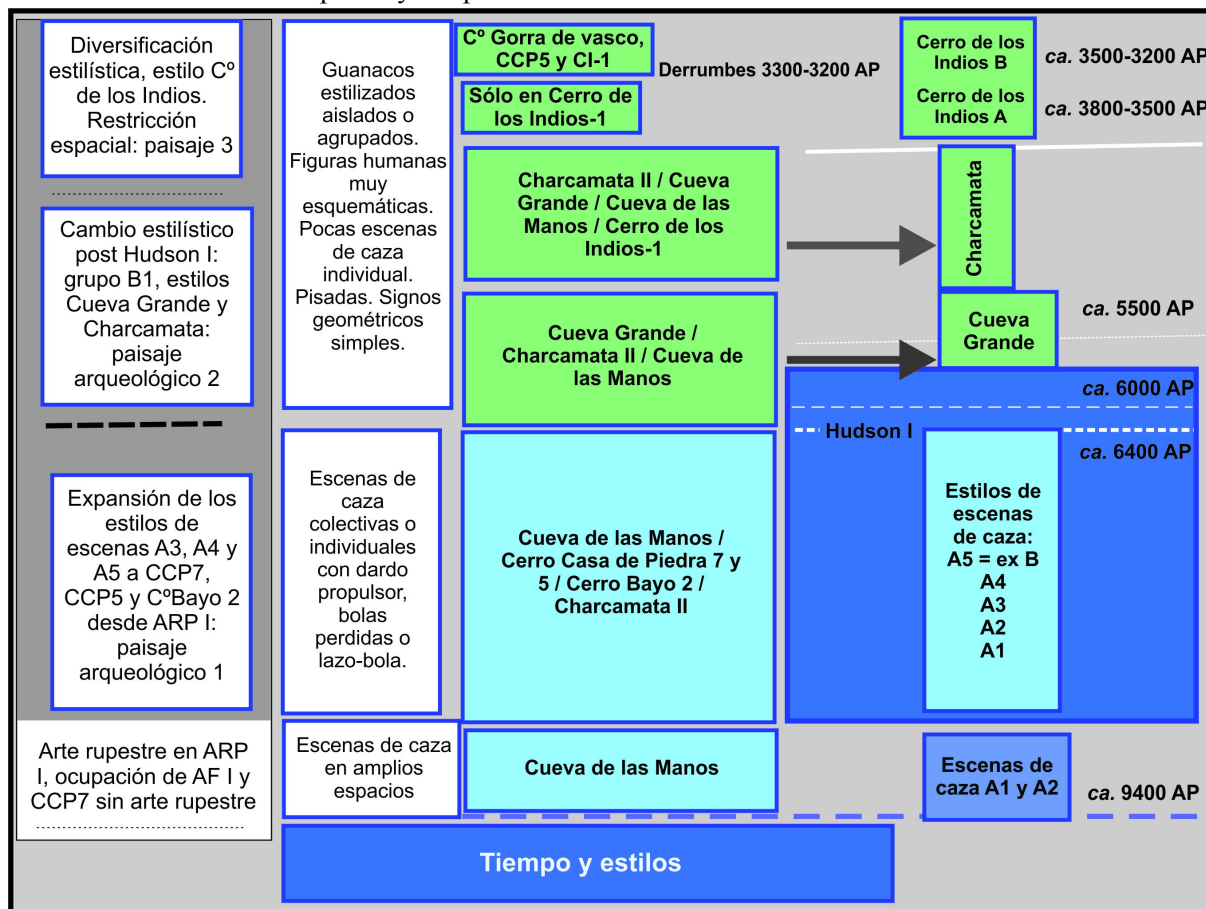 Diversificación
estilística, estilo Cº
de los Indios.
Restricción
espacial: paisaje 3
Cambio estilístico
post Hudson I:
grupo B1, estilos
Cueva Grande y
Charcamata:
paisaje
arqueológico 2
Expansión de los
estilos de
escenas A3, A4 y
A5 a CCP7,
CCP5 y CºBayo 2
desde ARP I:
paisaje
arqueológico 1
Arte rupestre en ARP
I, ocupación de AF I y
CCP7 sin arte rupestre
Guanacos
estilizados
aislados o
agrupados.
Figuras humanas
muy
esquemáticas.
Pocas escenas
de caza
individual.
Pisadas. Signos
geométricos
simples.
Escenas de
caza
colectivas o
individuales
con dardo
propulsor,
bolas
perdidas o
lazo-bola.
Escenas de caza
en amplios
espacios
Cº Gorra de vasco,
CCP5 y CI-1
Derrumbes 3300-3200 AP
Sólo en Cerro de
los Indios-1
Charcamata II / Cueva
Grande / Cueva de las
Manos / Cerro de los
Indios-1
Cueva Grande /
Charcamata II / Cueva de
las Manos
Cueva de las Manos /
Cerro Casa de Piedra 7 y
5 / Cerro Bayo 2 /
Charcamata II
Cueva de las Manos
Cerro de los
Indios B
ca. 3500-3200 AP
Cerro de los
Indios A
ca. 3800-3500 AP
Charcamata
ca. 5500 AP
Cueva
Grande
ca. 6000 AP
Hudson I
ca. 6400 AP
Estilos de
escenas
de caza:
A5 = ex B
A4
A3
A2
A1
Escenas de
caza A1 y A2
ca. 9400 AP
Tiempo y estilos